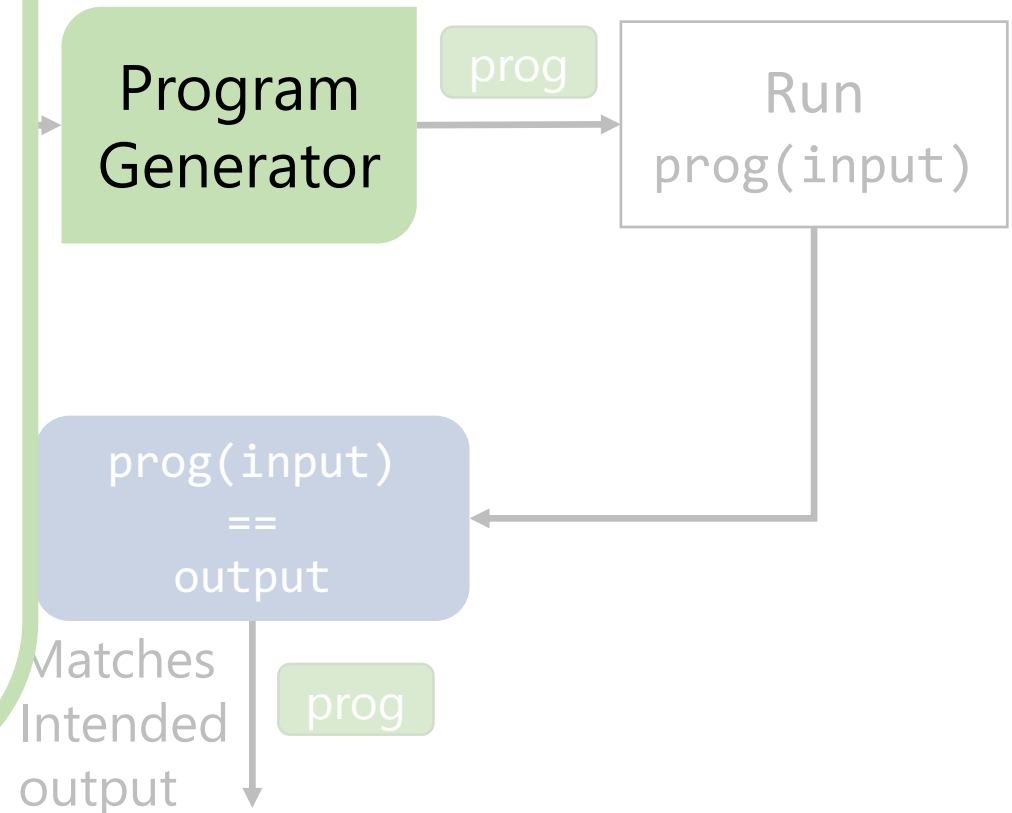 Program
Generator
prog
Run
prog(input)
prog(input)
==
output
Matches
Intended
output
prog